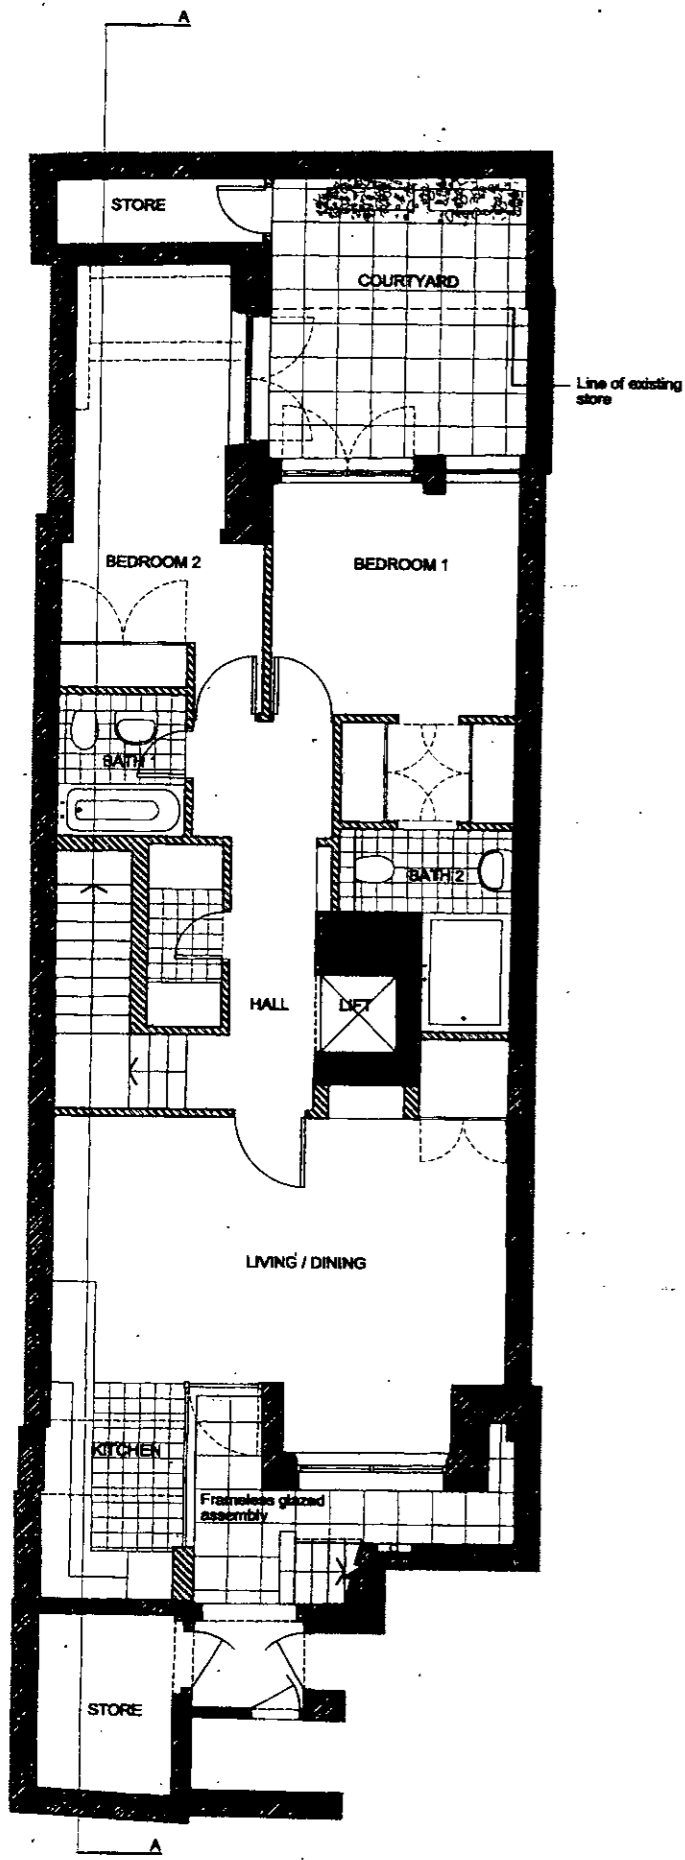 A
STORE
COURTYARD
Line of existing
store
BEDROOM 2
BEDROOM 1
BATH 1
BATH 2
HALL
LIFT
LIVING / DINING
KITCHEN
Frameless glazed
assembly
STORE
A